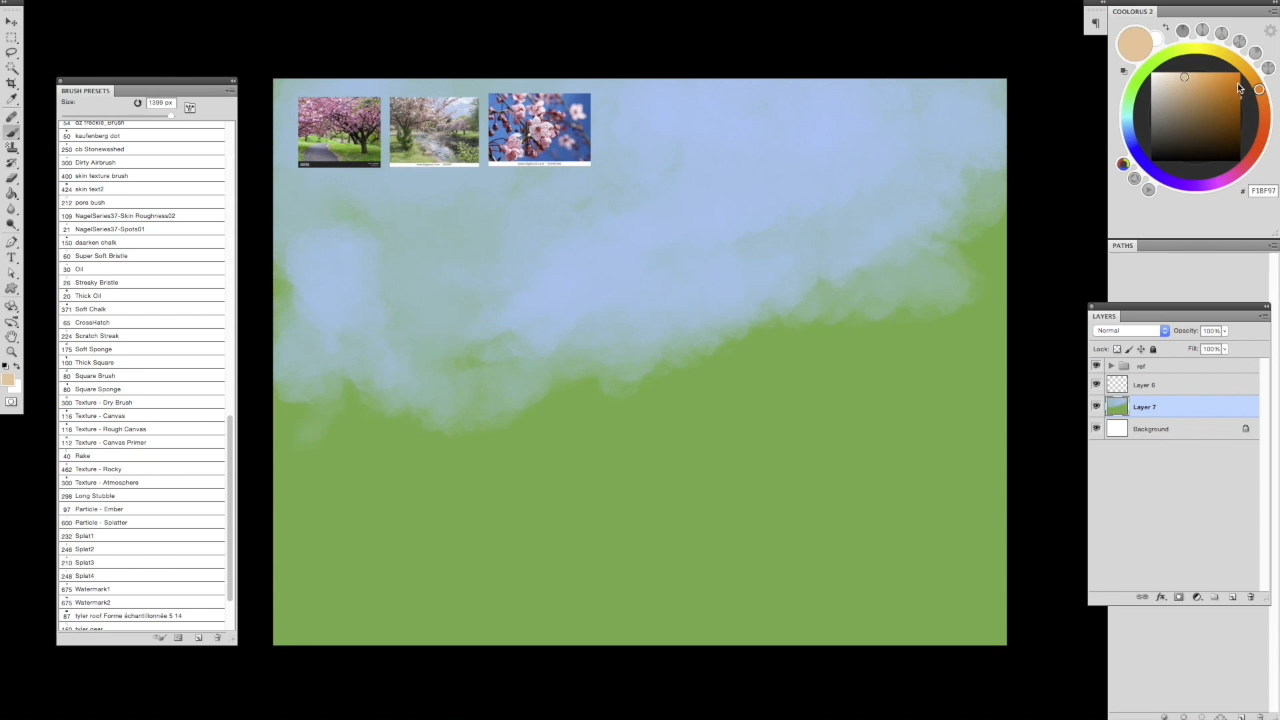 COOLORUS 2
# F1BF97
PATHS
BRUSH PRESETS
Size: 1399 px
54 dz freckle_Brush
50 kaufenberg dot
250 cb Stonewashed
300 Dirty Airbrush
400 skin texture brush
424 skin text2
212 pore bush
109 NagelSeries37-Skin Roughness02
21 NagelSeries37-Spots01
150 daarken chalk
60 Super Soft Bristle
30 Oil
26 Streaky Bristle
20 Thick Oil
371 Soft Chalk
65 CrossHatch
224 Scratch Streak
175 Soft Sponge
100 Thick Square
80 Square Brush
80 Square Sponge
300 Texture - Dry Brush
116 Texture - Canvas
116 Texture - Rough Canvas
112 Texture - Canvas Primer
40 Rake
462 Texture - Rocky
300 Texture - Atmosphere
298 Long Stubble
97 Particle - Ember
600 Particle - Splatter
232 Splat1
246 Splat2
210 Splat3
248 Splat4
675 Watermark1
675 Watermark2
87 tyler roof Forme échantillonnée 5 14
LAYERS
Normal Opacity: 100%
Lock: Fill: 100%
ref
Layer 6
Layer 7
Background